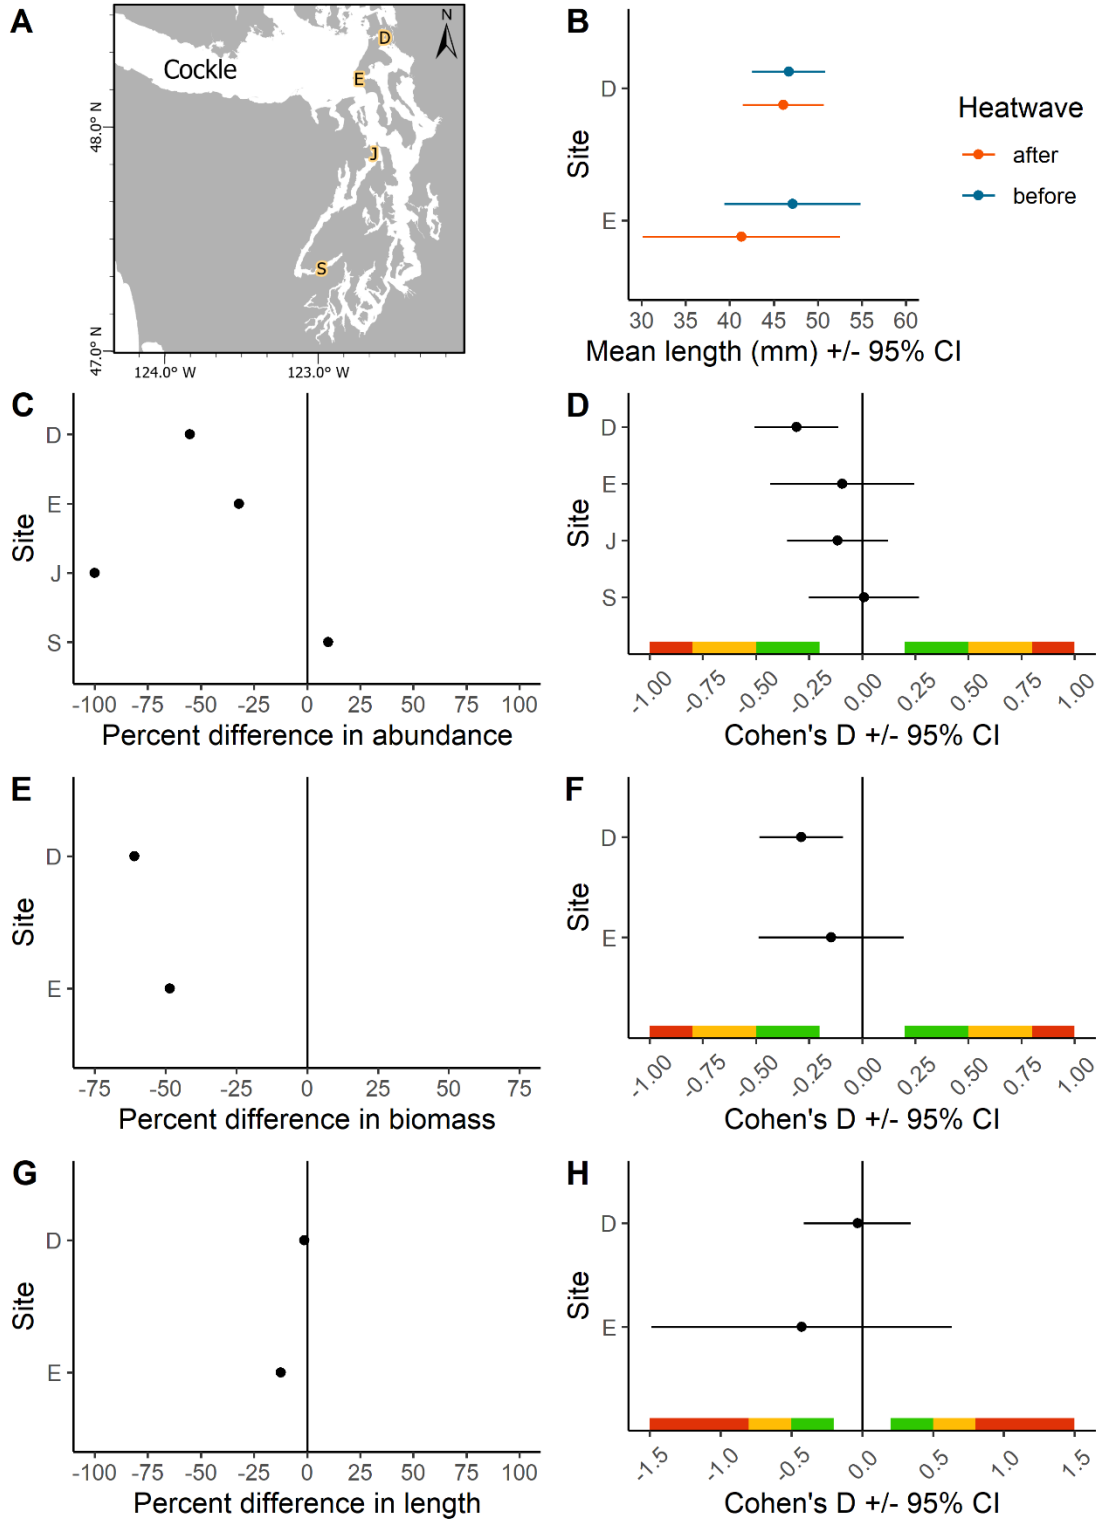 A
N
D
E
J
S
Cockle
48.0° N
47.0° N
124.0° W
123.0° W
B
Site
D
E
30 35 40 45 50 55 60
Mean length (mm) +/- 95% CI
Heatwave
after
before
C
Site
D
E
J
S
-100 -75 -50 -25 0 25 50 75 100
Percent difference in abundance
D
Site
D
E
J
S
-1.00 -0.75 -0.50 -0.25 0.00 0.25 0.50 0.75 1.00
Cohen's D +/- 95% CI
E
Site
D
E
-75 -50 -25 0 25 50 75
Percent difference in biomass
F
Site
D
E
-1.00 -0.75 -0.50 -0.25 0.00 0.25 0.50 0.75 1.00
Cohen's D +/- 95% CI
G
Site
D
E
-100 -75 -50 -25 0 25 50 75 100
Percent difference in length
H
Site
D
E
-1.5 -1.0 -0.5 0.0 0.5 1.0 1.5
Cohen's D +/- 95% CI